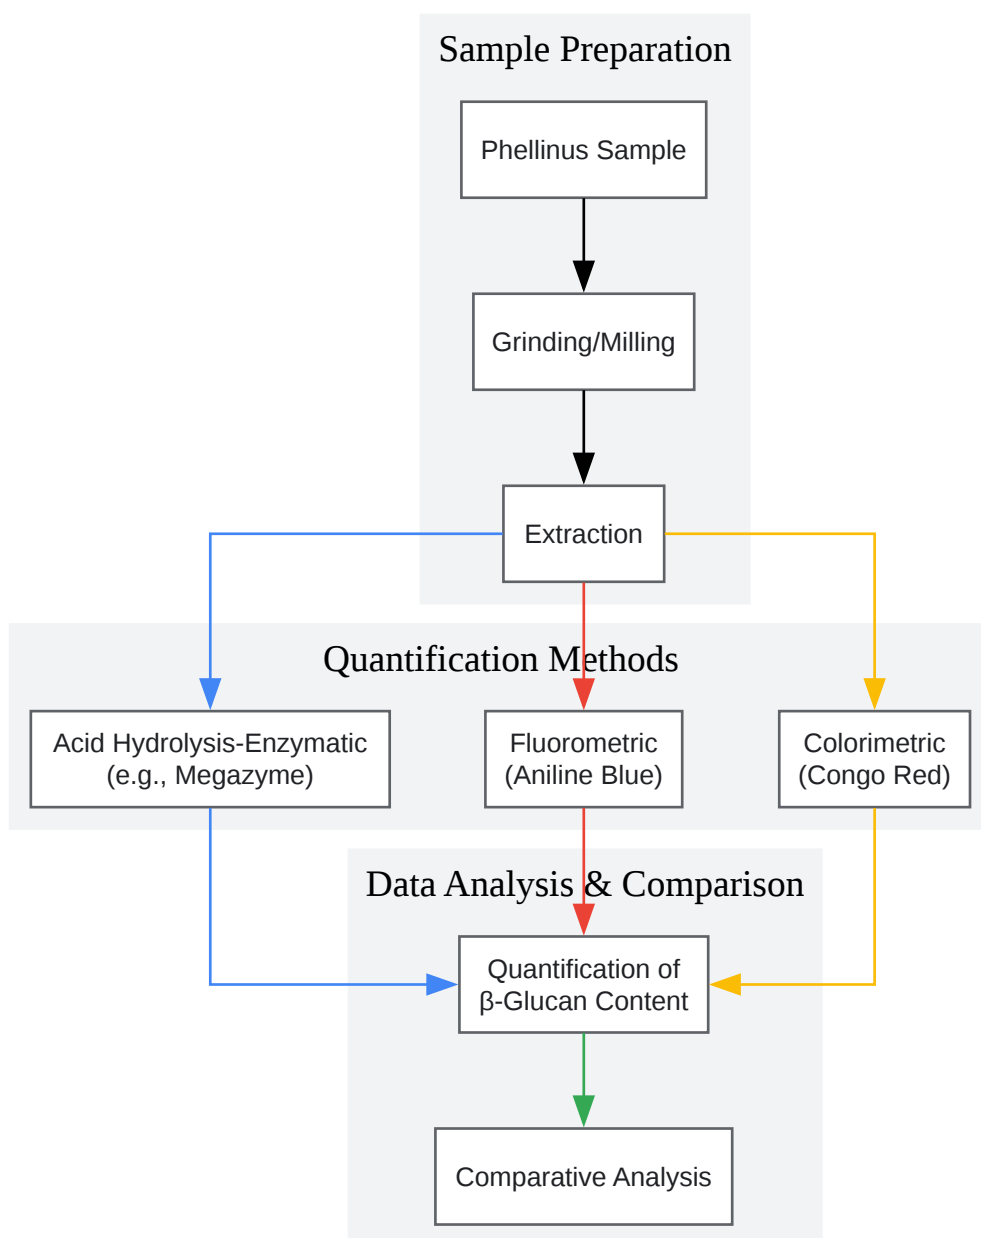 Sample Preparation
Phellinus Sample
Grinding/Milling
Extraction
Quantification Methods
Acid Hydrolysis-Enzymatic
(e.g., Megazyme)
Fluorometric
(Aniline Blue)
Colorimetric
(Congo Red)
Data Analysis & Comparison
Quantification of
β-Glucan Content
Comparative Analysis